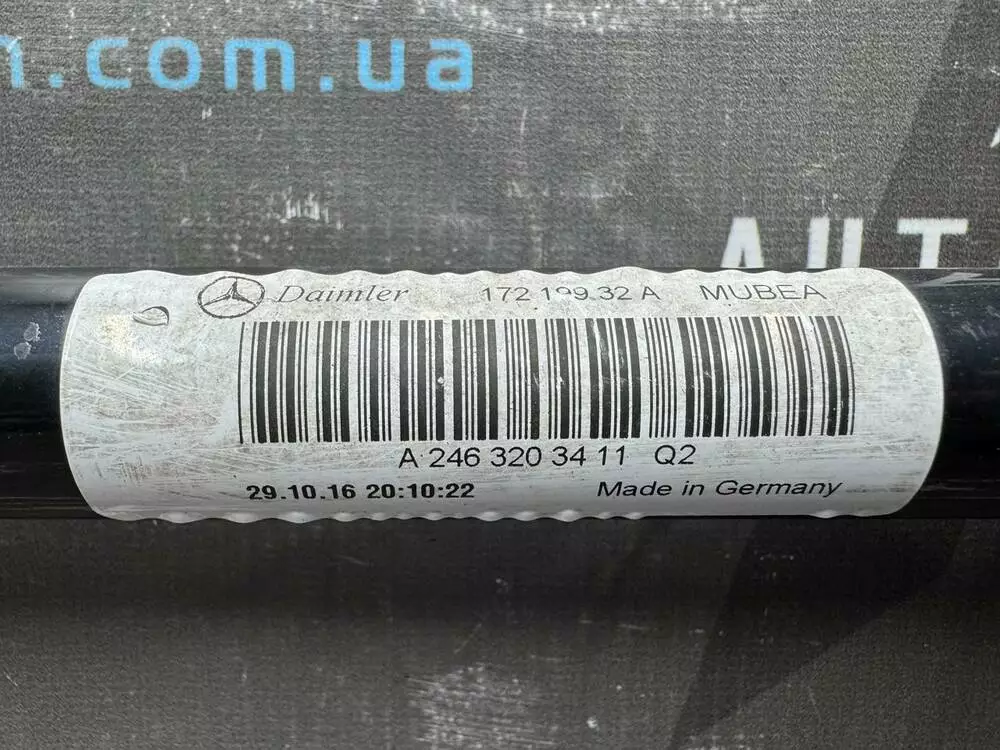 .com.ua
AUT
Daimler 172 199.32 A MUBEA
A 246 320 34 11 Q2
29.10.16 20:10:22 Made in Germany